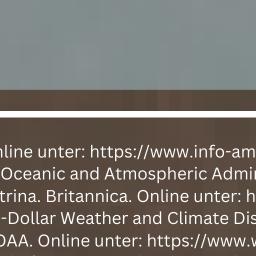 nline unter: https://www.info-am
Oceanic and Atmospheric Admi
trina. Britannica. Online unter: h
-Dollar Weather and Climate Dis
OAA. Online unter: https://www.w